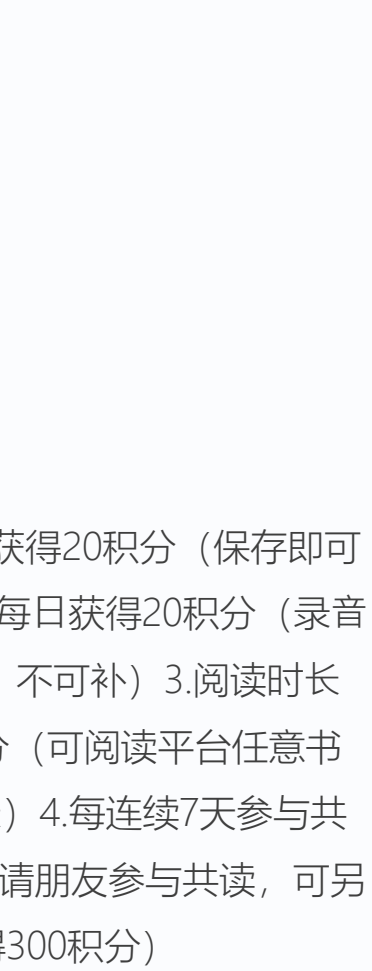 获得20积分（保存即可
每日获得20积分（录音
不可补）3.阅读时长
（可阅读平台任意书
）4.每连续7天参与共
请朋友参与共读，可另
300积分）